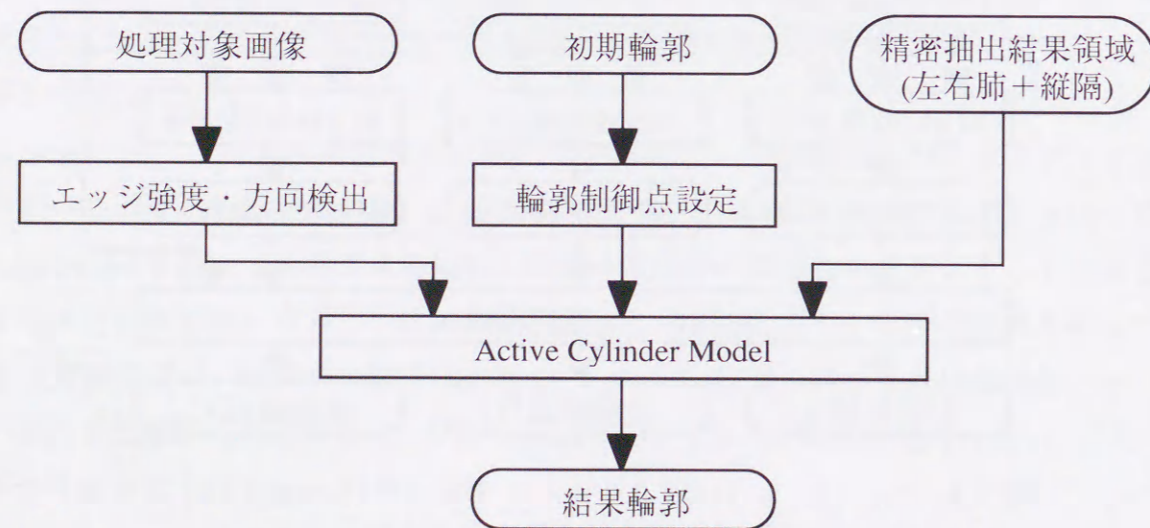 処理対象画像
初期輪郭
精密抽出結果領域
(左右肺＋縦隔)
エッジ強度・方向検出
輪郭制御点設定
Active Cylinder Model
結果輪郭